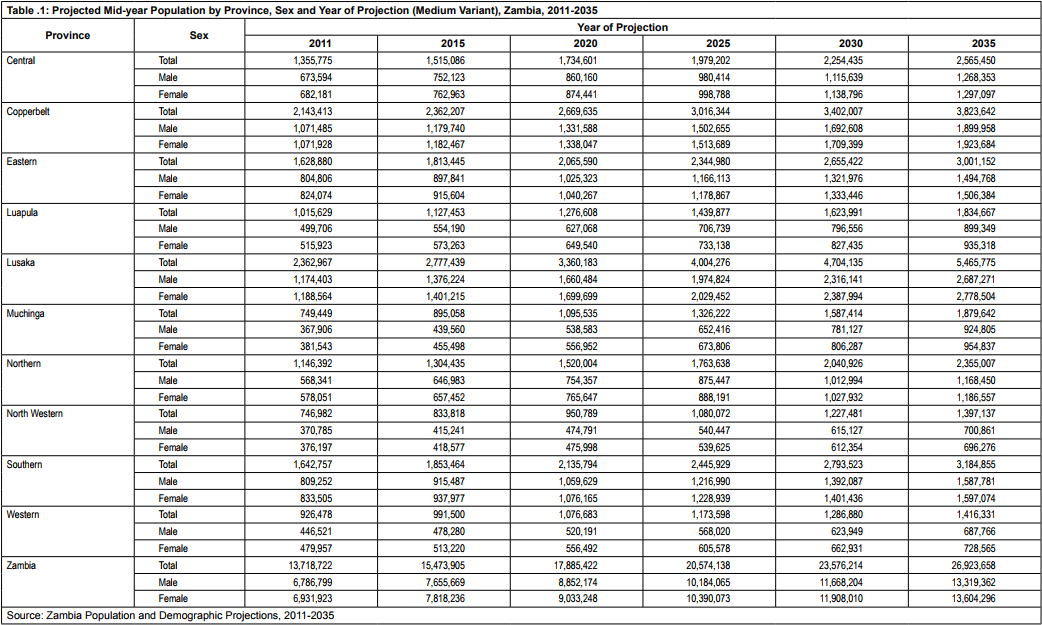 Table .1: Projected Mid-year Population by Province, Sex and Year of Projection (Medium Variant), Zambia, 2011-2035
Province Sex Year of Projection
2011 2015 2020 2025 2030 2035
Central Total 1,355,775 1,515,086 1,734,601 1,979,202 2,254,435 2,565,450
Male 673,594 752,123 860,160 980,414 1,115,639 1,268,353
Female 682,181 762,963 874,441 998,788 1,138,796 1,297,097
Copperbelt Total 2,143,413 2,362,207 2,669,635 3,016,344 3,402,007 3,823,642
Male 1,071,485 1,179,740 1,331,588 1,502,655 1,692,608 1,899,958
Female 1,071,928 1,182,467 1,338,047 1,513,689 1,709,399 1,923,684
Eastern Total 1,628,880 1,813,445 2,065,590 2,344,980 2,655,422 3,001,152
Male 804,806 897,841 1,025,323 1,166,113 1,321,976 1,494,768
Female 824,074 915,604 1,040,267 1,178,867 1,333,446 1,506,384
Luapula Total 1,015,629 1,127,453 1,276,608 1,439,877 1,623,991 1,834,667
Male 499,706 554,190 627,068 706,739 796,556 899,349
Female 515,923 573,263 649,540 733,138 827,435 935,318
Lusaka Total 2,362,967 2,777,439 3,360,183 4,004,276 4,704,135 5,465,775
Male 1,174,403 1,376,224 1,660,484 1,974,824 2,316,141 2,687,271
Female 1,188,564 1,401,215 1,699,699 2,029,452 2,387,994 2,778,504
Muchinga Total 749,449 895,058 1,095,535 1,326,222 1,587,414 1,879,642
Male 367,906 439,560 538,583 652,416 781,127 924,805
Female 381,543 455,498 556,952 673,806 806,287 954,837
Northern Total 1,146,392 1,304,435 1,520,004 1,763,638 2,040,926 2,355,007
Male 568,341 646,983 754,357 875,447 1,012,994 1,168,450
Female 578,051 657,452 765,647 888,191 1,027,932 1,186,557
North Western Total 746,982 833,818 950,789 1,080,072 1,227,481 1,397,137
Male 370,785 415,241 474,791 540,447 615,127 700,861
Female 376,197 418,577 475,998 539,625 612,354 696,276
Southern Total 1,642,757 1,853,464 2,135,794 2,445,929 2,793,523 3,184,855
Male 809,252 915,487 1,059,629 1,216,990 1,392,087 1,587,781
Female 833,505 937,977 1,076,165 1,228,939 1,401,436 1,597,074
Western Total 926,478 991,500 1,076,683 1,173,598 1,286,880 1,416,331
Male 446,521 478,280 520,191 568,020 623,949 687,766
Female 479,957 513,220 556,492 605,578 662,931 728,565
Zambia Total 13,718,722 15,473,905 17,885,422 20,574,138 23,576,214 26,923,658
Male 6,786,799 7,655,669 8,852,174 10,184,065 11,668,204 13,319,362
Female 6,931,923 7,818,236 9,033,248 10,390,073 11,908,010 13,604,296
Source: Zambia Population and Demographic Projections, 2011-2035